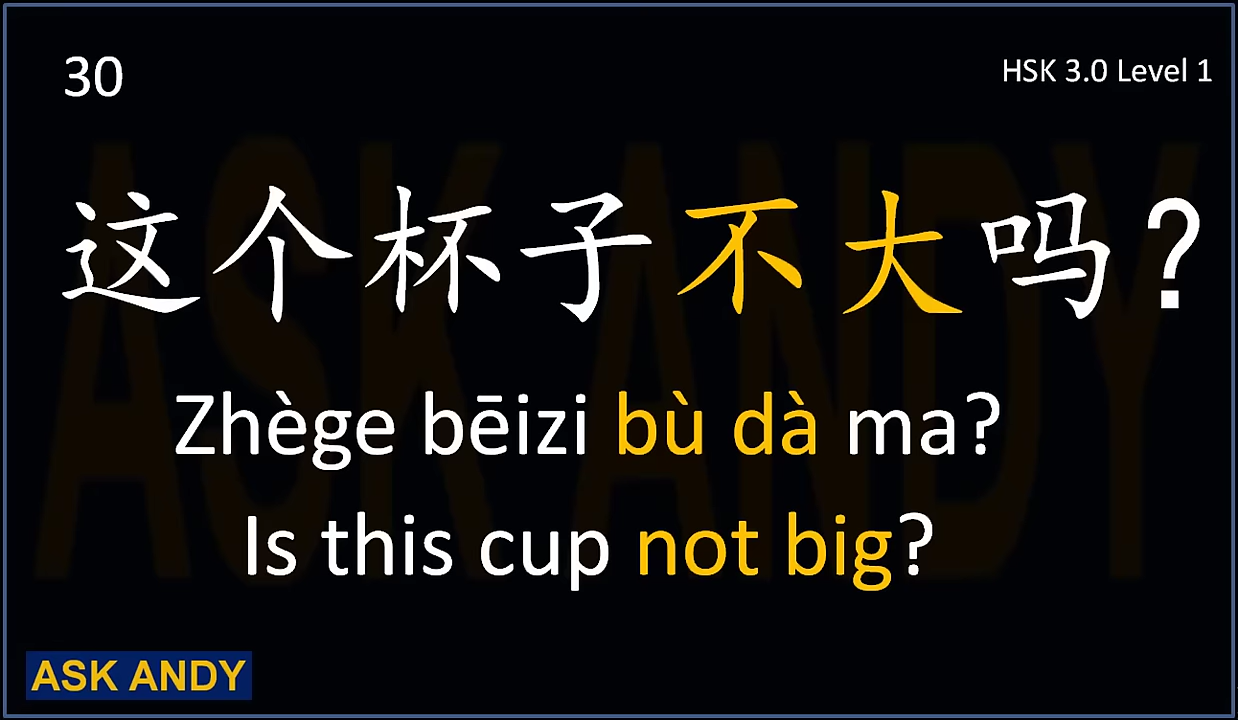 30
HSK 3.0 Level 1
这个杯子不大吗？
Zhège bēizi bù dà ma?
Is this cup not big?
ASK ANDY
ASK ANDY